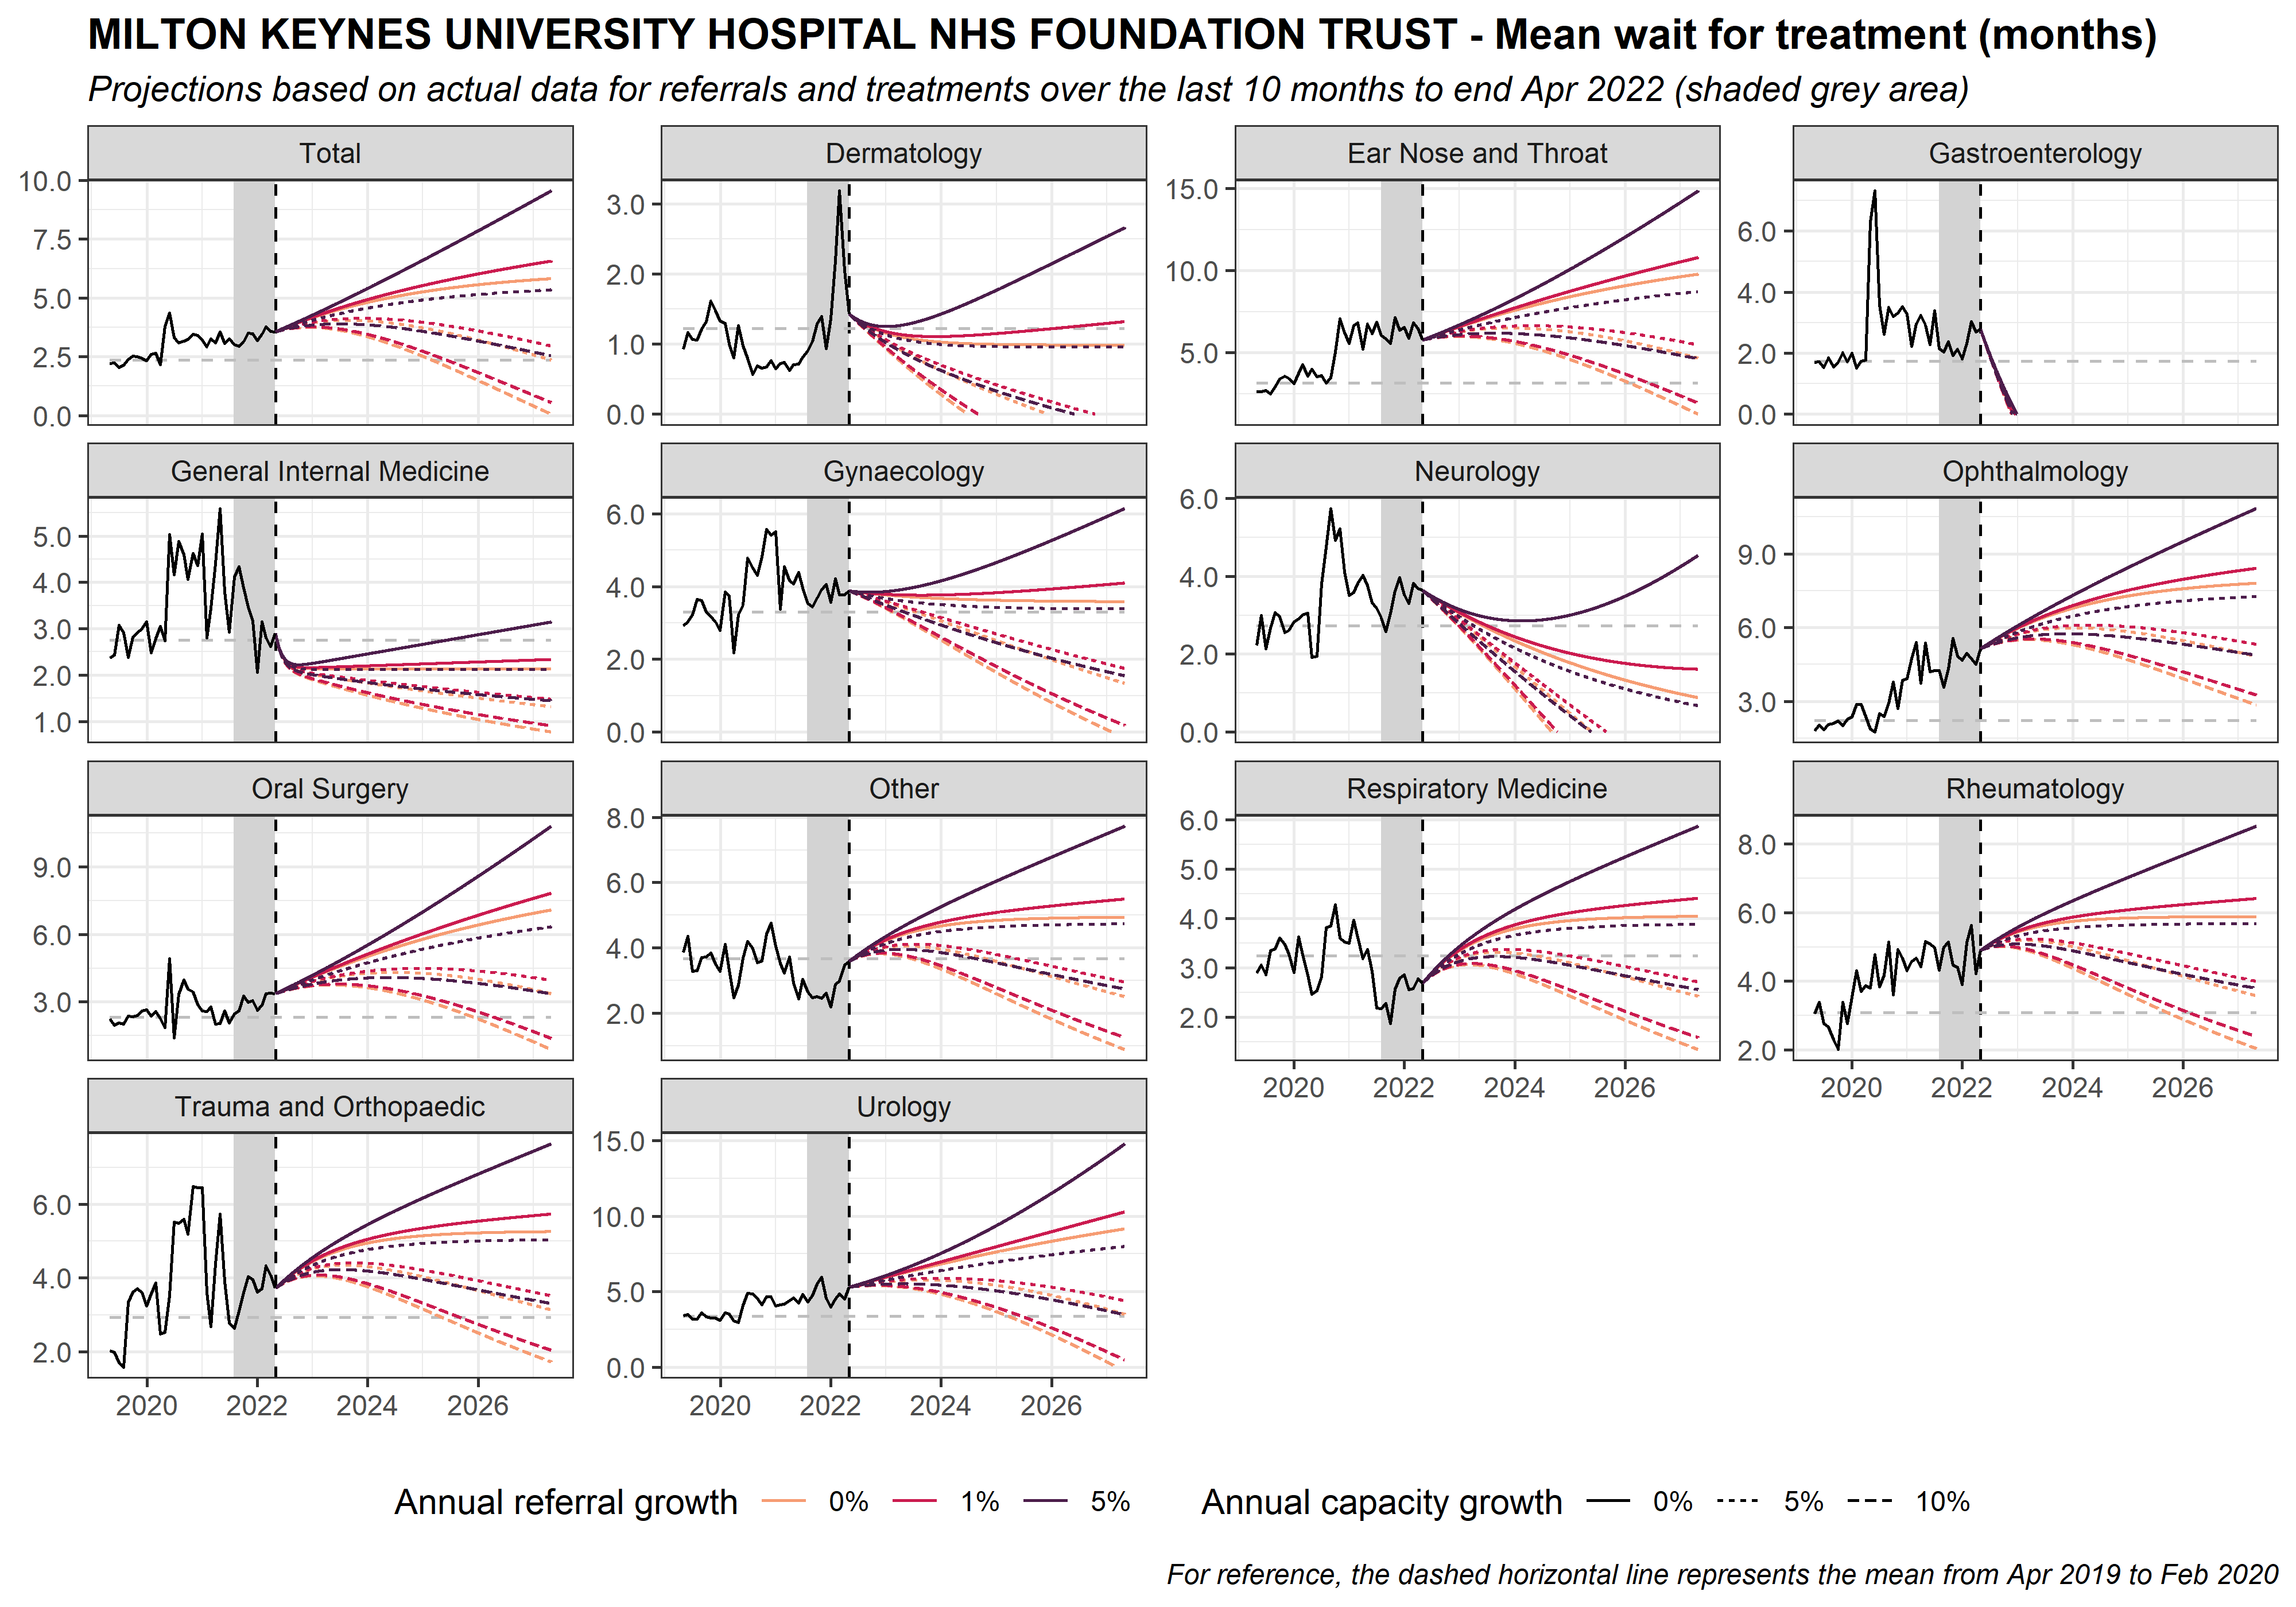 MILTON KEYNES UNIVERSITY HOSPITAL NHS FOUNDATION TRUST - Mean wait for treatment (months)
Projections based on actual data for referrals and treatments over the last 10 months to end Apr 2022 (shaded grey area)
Total
10.0
7.5
5.0
2.5
0.0
Dermatology
3.0
2.0
1.0
0.0
Ear Nose and Throat
15.0
10.0
5.0
Gastroenterology
6.0
4.0
2.0
0.0
General Internal Medicine
5.0
4.0
3.0
2.0
1.0
Gynaecology
6.0
4.0
2.0
0.0
Neurology
6.0
4.0
2.0
0.0
Ophthalmology
9.0
6.0
3.0
Oral Surgery
9.0
6.0
3.0
Other
8.0
6.0
4.0
2.0
Respiratory Medicine
6.0
5.0
4.0
3.0
2.0
2020 2022 2024 2026
Rheumatology
8.0
6.0
4.0
2.0
2020 2022 2024 2026
Trauma and Orthopaedic
6.0
4.0
2.0
2020 2022 2024 2026
Urology
15.0
10.0
5.0
0.0
2020 2022 2024 2026
Annual referral growth 0% 1% 5%
Annual capacity growth 0% 5% 10%
For reference, the dashed horizontal line represents the mean from Apr 2019 to Feb 2020